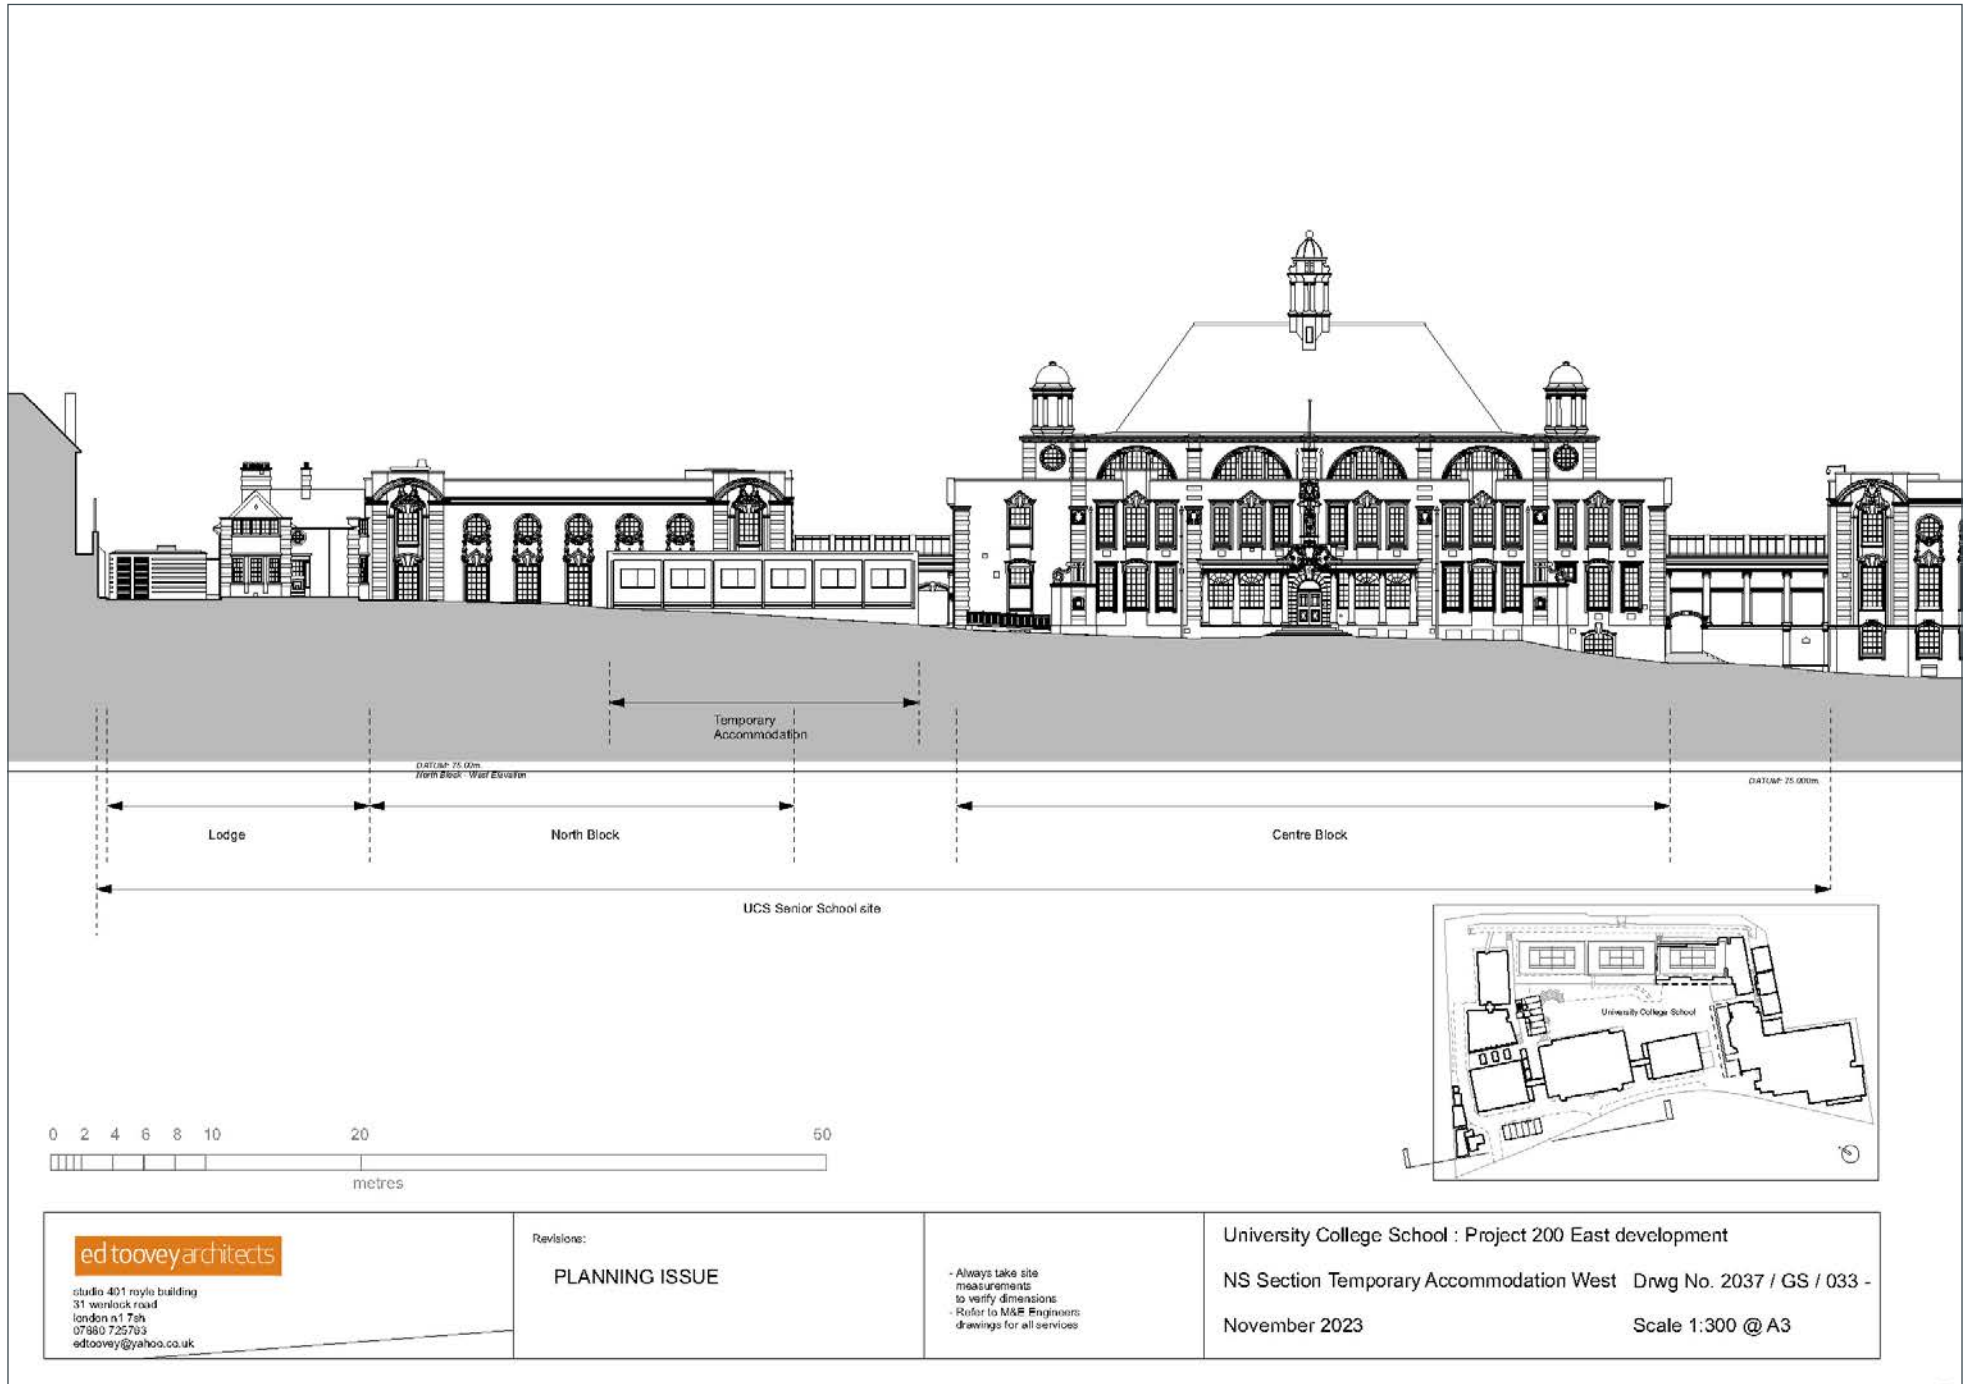 Temporary
Accommodation
DATUM: 75.00m.
North Block - West Elevation
DATUM: 75.000m.
Lodge
North Block
Centre Block
UCS Senior School site
University College School
0 2 4 6 8 10 20 50
metres
ed toovey architects
studio 401 royle building
31 wenlock road
london n1 7sh
07880 725783
edtoovey@yahoo.co.uk
Revisions:
PLANNING ISSUE
- Always take site
measurements
to verify dimensions
- Refer to M&E Engineers
drawings for all services
University College School : Project 200 East development
NS Section Temporary Accommodation West Drwg No. 2037 / GS / 033 -
November 2023 Scale 1:300 @ A3